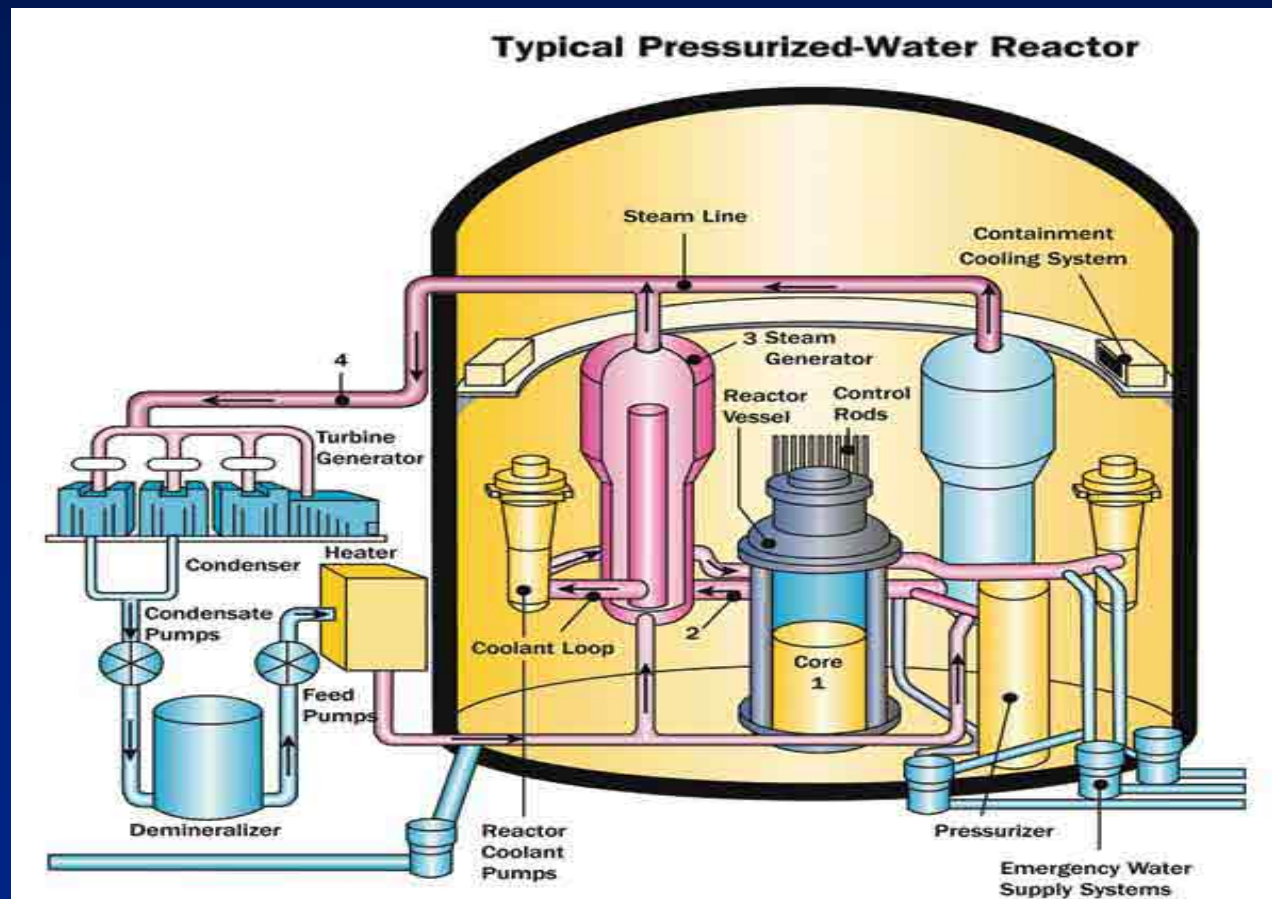 Typical Pressurized-Water Reactor
Steam Line
Containment
Cooling System
3 Steam
Generator
4
Reactor
Vessel
Control
Rods
Turbine
Generator
Heater
Condenser
Condensate
Pumps
Coolant Loop
2
Core
1
Feed
Pumps
Demineralizer
Reactor
Coolant
Pumps
Pressurizer
Emergency Water
Supply Systems